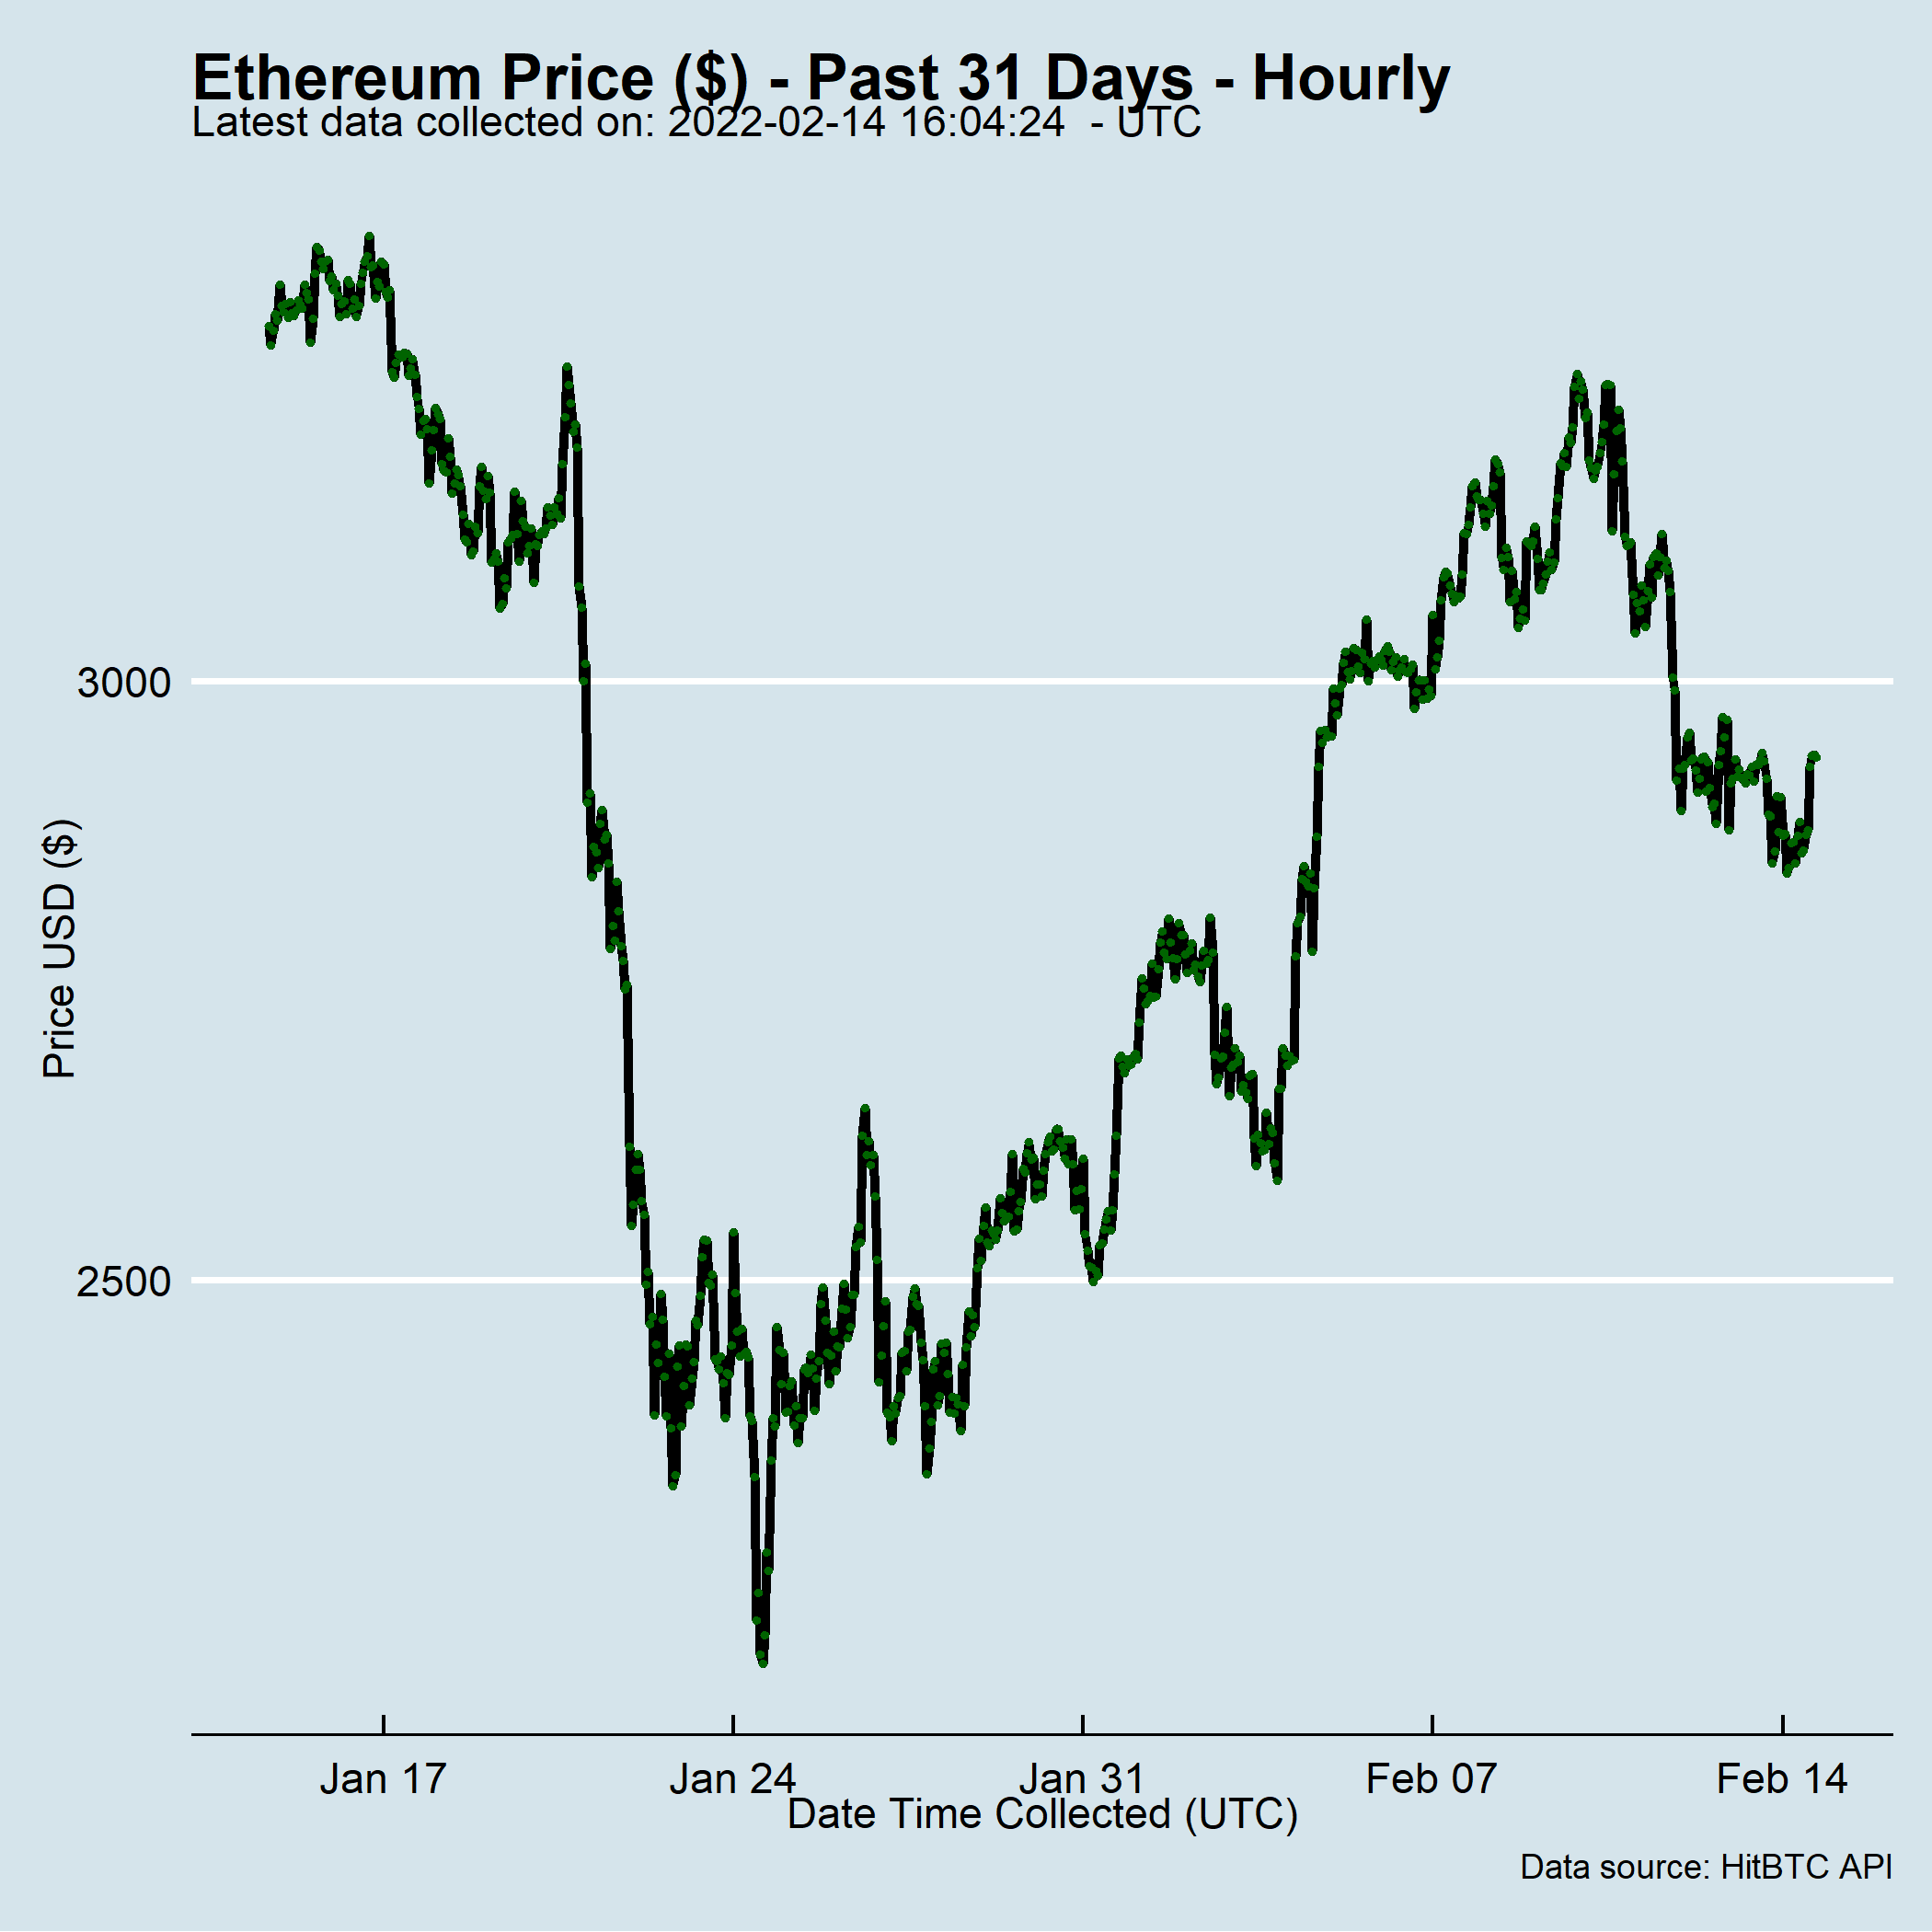 Ethereum Price ($) - Past 31 Days - Hourly
Latest data collected on: 2022-02-14 16:04:24  - UTC
3000
2500
Price USD ($)
Jan 17
Jan 24
Jan 31
Feb 07
Feb 14
Date Time Collected (UTC)
Data source: HitBTC API